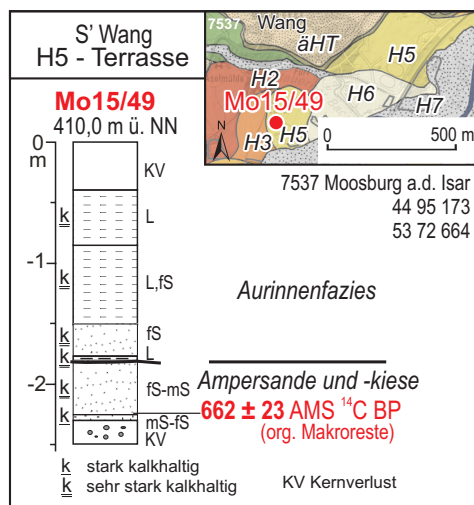 S' Wang
H5 - Terrasse
Mo15/49
410,0 m ü. NN
7537
Wang
äHT
H5
H2
Mo15/49
H6
H7
H3
H5
N
0 500 m
7537 Moosburg a.d. Isar
44 95 173
53 72 664
0
m
KV
k L
-1
k L,fS
Aurinnenfazies
k fS
k L
-2
k fS-mS
Ampersande und -kiese
k mS-fS
662 ± 23 AMS ¹⁴C BP
(org. Makroreste)
KV
k stark kalkhaltig
k sehr stark kalkhaltig
KV Kernverlust